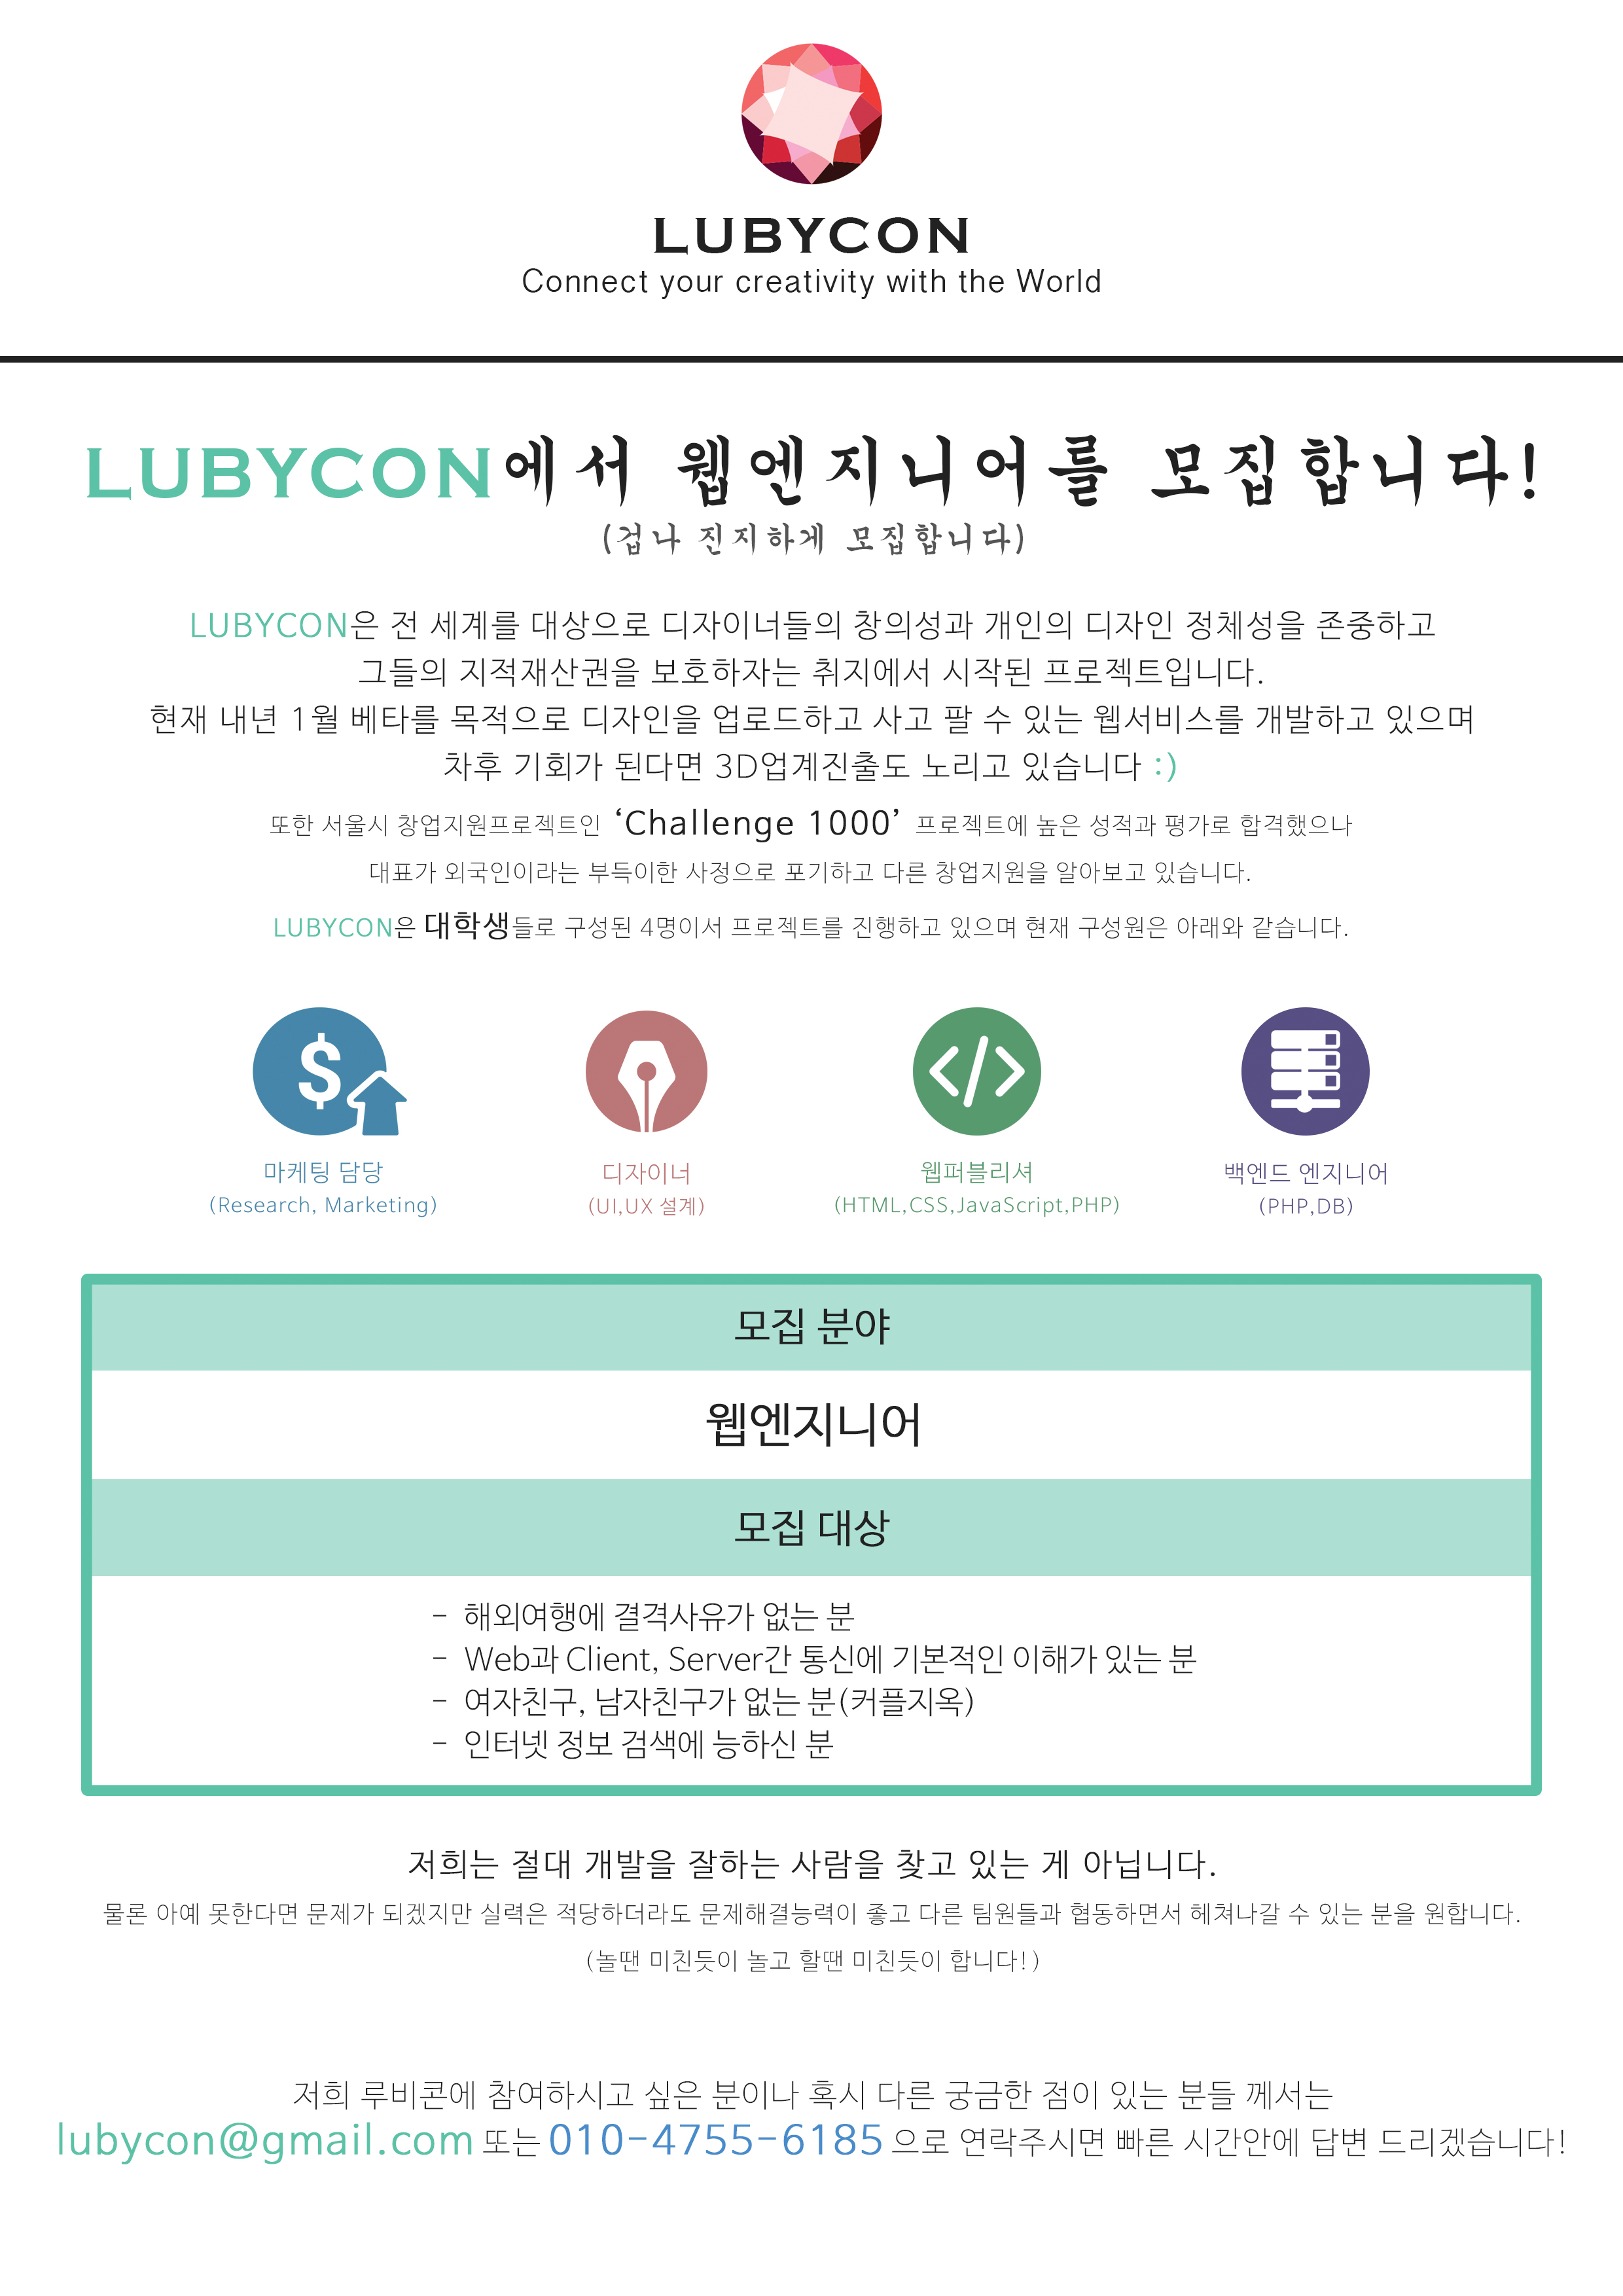 LUBYCON
Connect your creativity with the World
LUBYCON에서 웹엔지니어를 모집합니다!
(겁나 진지하게 모집합니다)
LUBYCON은 전 세계를 대상으로 디자이너들의 창의성과 개인의 디자인 정체성을 존중하고
그들의 지적재산권을 보호하자는 취지에서 시작된 프로젝트입니다.
현재 내년 1월 베타를 목적으로 디자인을 업로드하고 사고 팔 수 있는 웹서비스를 개발하고 있으며
차후 기회가 된다면 3D업계진출도 노리고 있습니다 :)
또한 서울시 창업지원프로젝트인 ‘Challenge 1000’ 프로젝트에 높은 성적과 평가로 합격했으나
대표가 외국인이라는 부득이한 사정으로 포기하고 다른 창업지원을 알아보고 있습니다.
LUBYCON은 대학생들로 구성된 4명이서 프로젝트를 진행하고 있으며 현재 구성원은 아래와 같습니다.
마케팅 담당 디자이너 웹퍼블리셔 백엔드 엔지니어
(Research, Marketing) (UI,UX 설계) (HTML,CSS,JavaScript,PHP) (PHP,DB)
모집 분야
웹엔지니어
모집 대상
- 해외여행에 결격사유가 없는 분
- Web과 Client, Server간 통신에 기본적인 이해가 있는 분
- 여자친구, 남자친구가 없는 분(커플지옥)
- 인터넷 정보 검색에 능하신 분
저희는 절대 개발을 잘하는 사람을 찾고 있는 게 아닙니다.
물론 아예 못한다면 문제가 되겠지만 실력은 적당하더라도 문제해결능력이 좋고 다른 팀원들과 협동하면서 헤쳐나갈 수 있는 분을 원합니다.
(놀땐 미친듯이 놀고 할땐 미친듯이 합니다!)
저희 루비콘에 참여하시고 싶은 분이나 혹시 다른 궁금한 점이 있는 분들 께서는
lubycon@gmail.com 또는 010-4755-6185 으로 연락주시면 빠른 시간안에 답변 드리겠습니다!